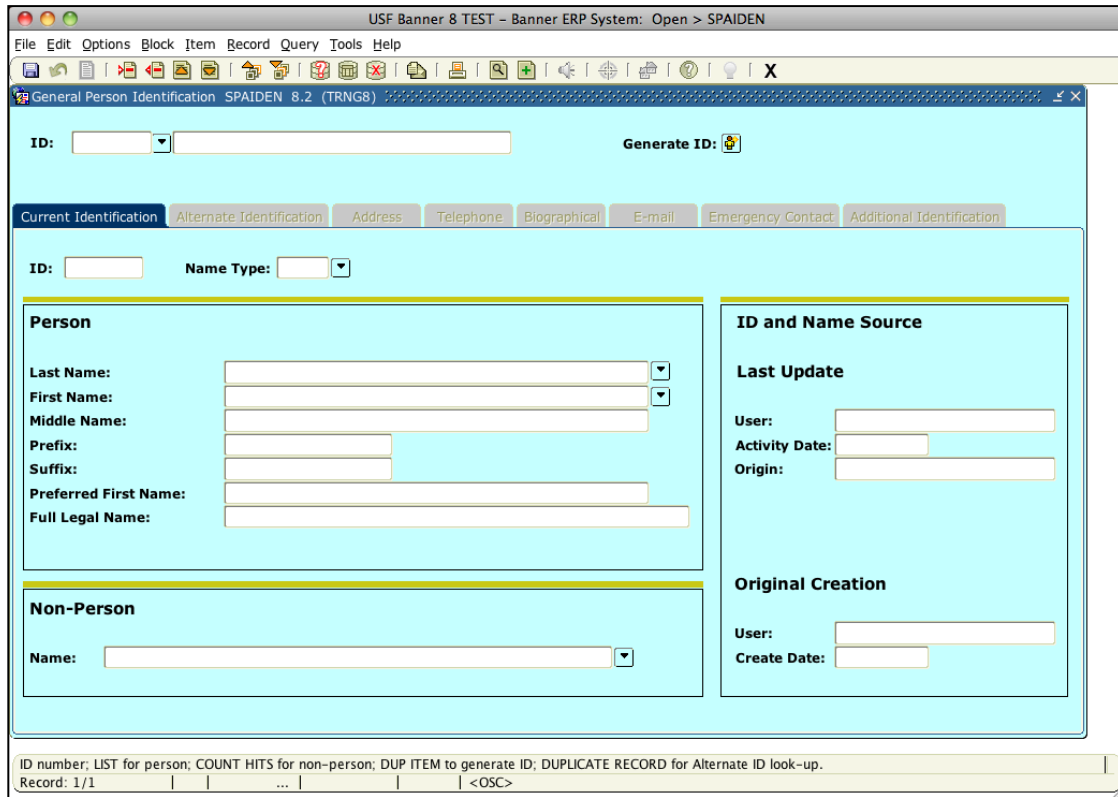 USF Banner 8 TEST – Banner ERP System: Open > SPAIDEN
File Edit Options Block Item Record Query Tools Help
X
General Person Identification SPAIDEN 8.2 (TRNG8)
ID: Generate ID:
Current Identification Alternate Identification Address Telephone Biographical E-mail Emergency Contact Additional Identification
ID: Name Type:
Person
Last Name:
First Name:
Middle Name:
Prefix:
Suffix:
Preferred First Name:
Full Legal Name:
Non-Person
Name:
ID and Name Source
Last Update
User:
Activity Date:
Origin:
Original Creation
User:
Create Date:
ID number; LIST for person; COUNT HITS for non-person; DUP ITEM to generate ID; DUPLICATE RECORD for Alternate ID look-up.
Record: 1/1 ... <OSC>